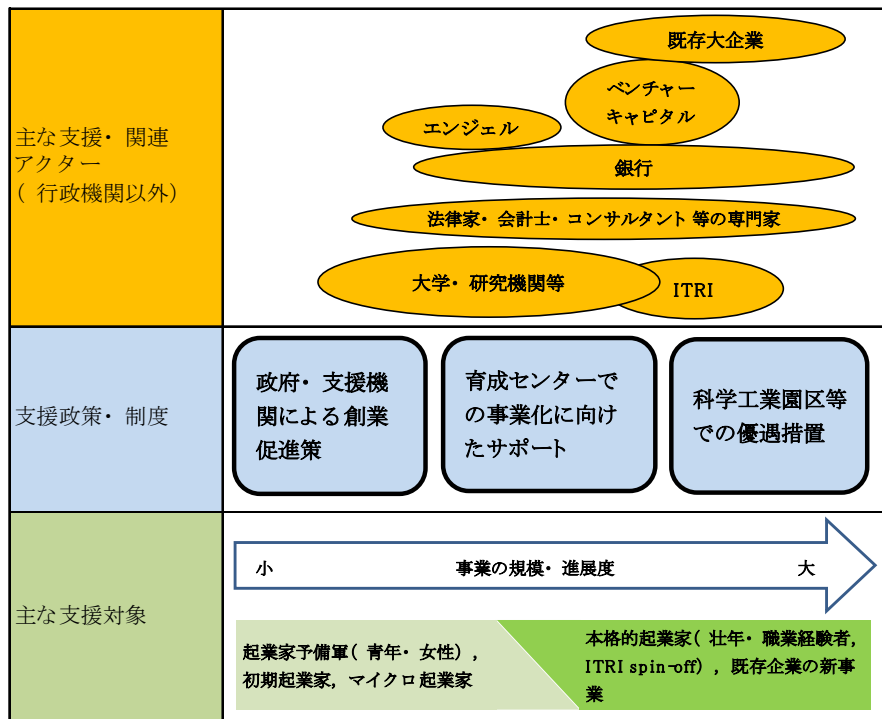 主な支援・関連
アクター
(行政機関以外)
既存大企業
ベンチャー
キャピタル
エンジェル
銀行
法律家・会計士・コンサルタント等の専門家
大学・研究機関等
ITRI
支援政策・制度
政府・支援機
関による創業
促進策
育成センターで
の事業化に向け
たサポート
科学工業園区等
での優遇措置
主な支援対象
小 事業の規模・進展度 大
起業家予備軍(青年・女性),
初期起業家,マイクロ起業家
本格的起業家(壮年・職業経験者,
ITRI spin-off),既存企業の新事
業